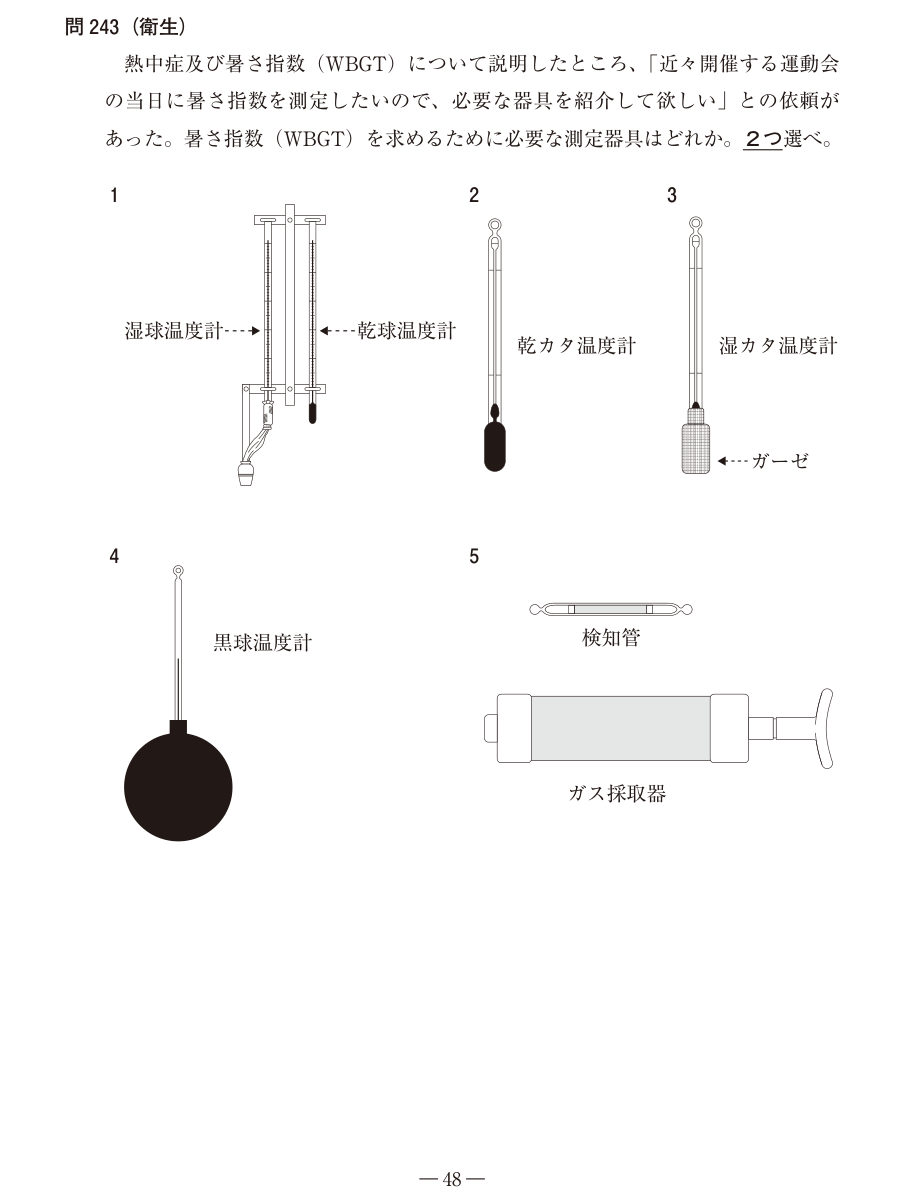 問 243（衛生）
熱中症及び暑さ指数（WBGT）について説明したところ、「近々開催する運動会
の当日に暑さ指数を測定したいので、必要な器具を紹介して欲しい」との依頼が
あった。暑さ指数（WBGT）を求めるために必要な測定器具はどれか。２つ選べ。
1
2
3
湿球温度計
乾球温度計
乾カタ温度計
湿カタ温度計
ガーゼ
4
5
黒球温度計
検知管
ガス採取器
— 48 —